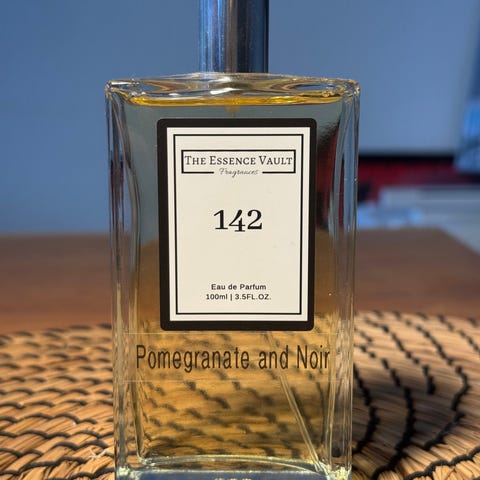 THE ESSENCE VAULT
Fragrances
142
Eau de Parfum
100ml | 3.5FL.OZ.
Pomegranate and Noir